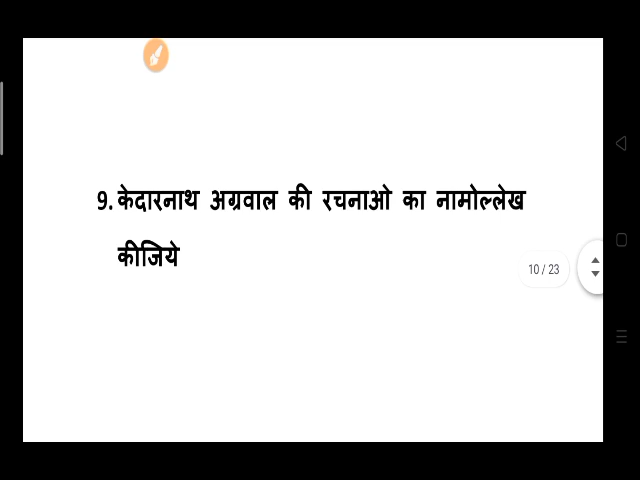 9. केदारनाथ अग्रवाल की रचनाओ का नामोल्लेख
कीजिये
10 / 23